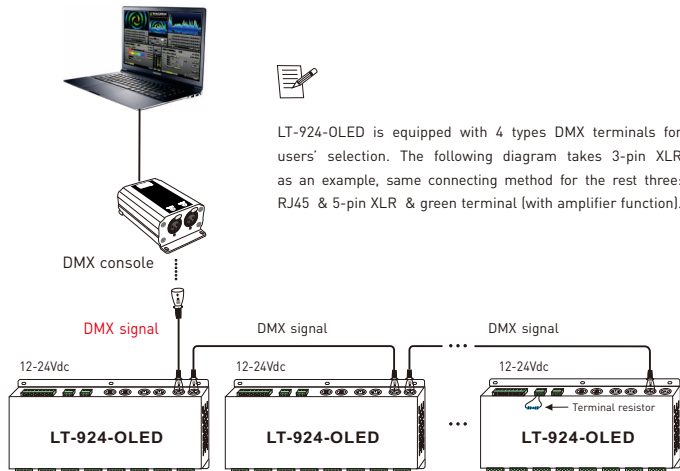 LT-924-OLED is equipped with 4 types DMX terminals for
users' selection. The following diagram takes 3-pin XLR
as an example, same connecting method for the rest three:
RJ45 & 5-pin XLR & green terminal (with amplifier function).
DMX console
DMX signal
DMX signal
DMX signal
12-24Vdc
12-24Vdc
12-24Vdc
Terminal resistor
LT-924-OLED
LT-924-OLED
LT-924-OLED